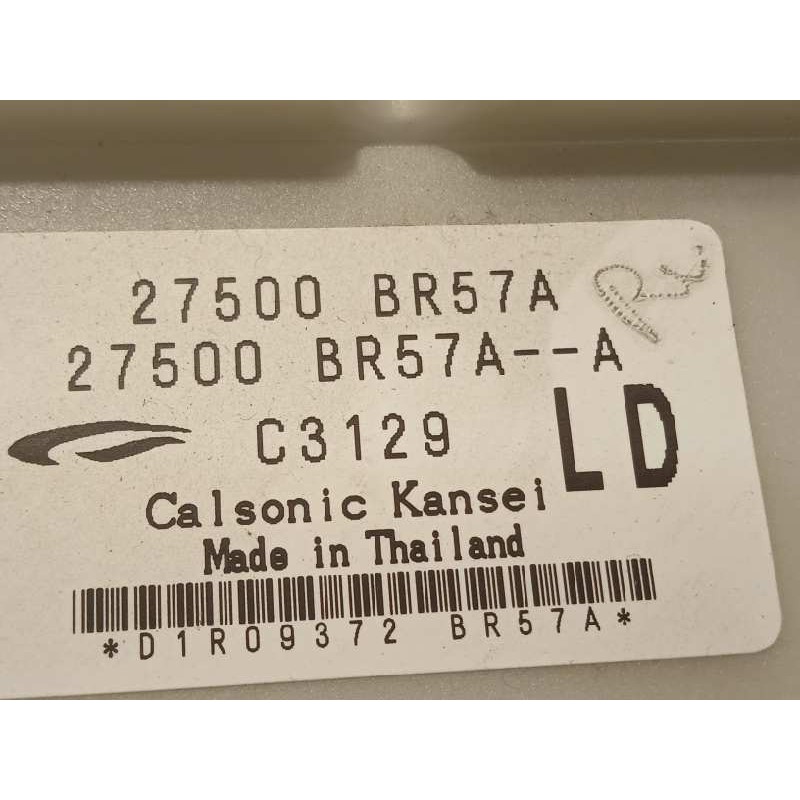 27500 BR57A
27500 BR57A--A
C3129
LD
Calsonic Kansei
Made in Thailand
*D1R09372 BR57A*